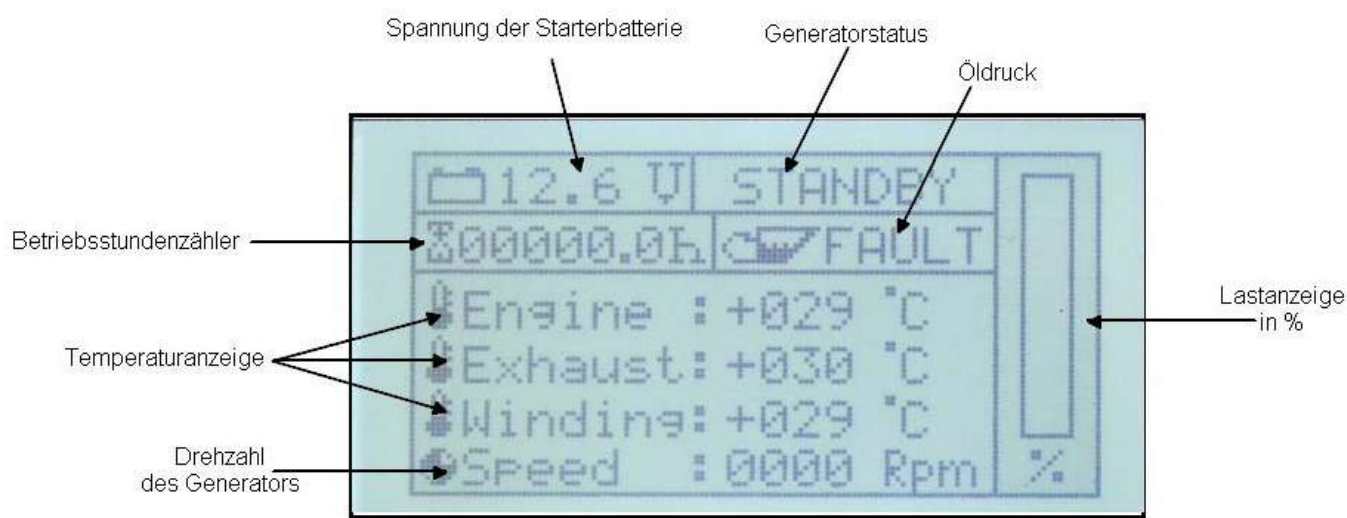 Spannung der Starterbatterie
Generatorstatus
Öldruck
12.6 V
STANDBY
Betriebsstundenzähler
00000.0h
FAULT
Engine : +029 °C
Lastanzeige
in %
Temperaturanzeige
Exhaust: +030 °C
Winding: +029 °C
Drehzahl
des Generators
Speed : 0000 Rpm
%